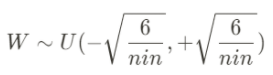 W ∼ U(−√(6/nin), +√(6/nin))